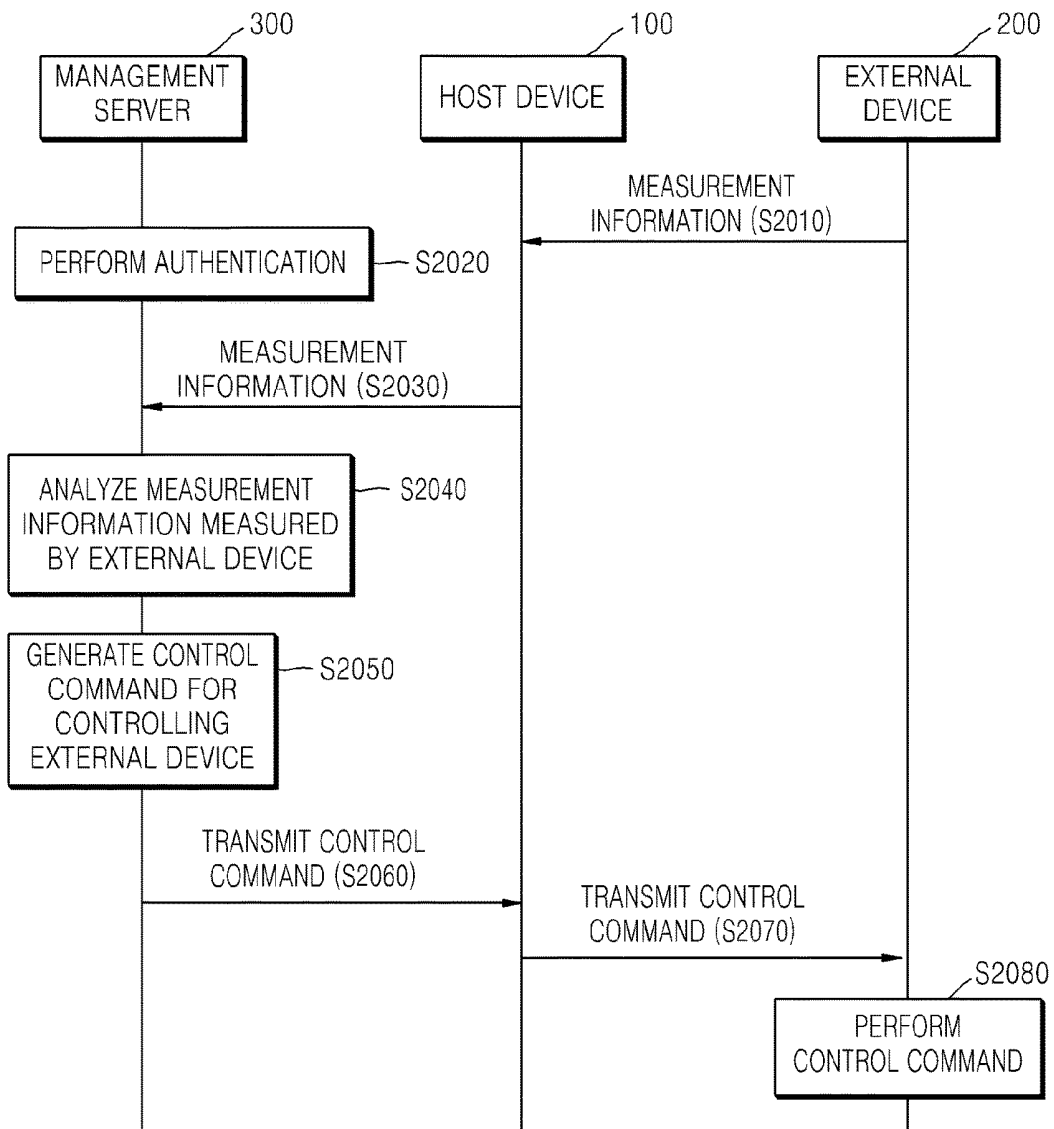 300
100
200
MANAGEMENT
SERVER
HOST DEVICE
EXTERNAL
DEVICE
MEASUREMENT
INFORMATION (S2010)
PERFORM AUTHENTICATION
S2020
MEASUREMENT
INFORMATION (S2030)
ANALYZE MEASUREMENT
INFORMATION MEASURED
BY EXTERNAL DEVICE
S2040
GENERATE CONTROL
COMMAND FOR
CONTROLLING
EXTERNAL DEVICE
S2050
TRANSMIT CONTROL
COMMAND (S2060)
TRANSMIT CONTROL
COMMAND (S2070)
S2080
PERFORM
CONTROL COMMAND